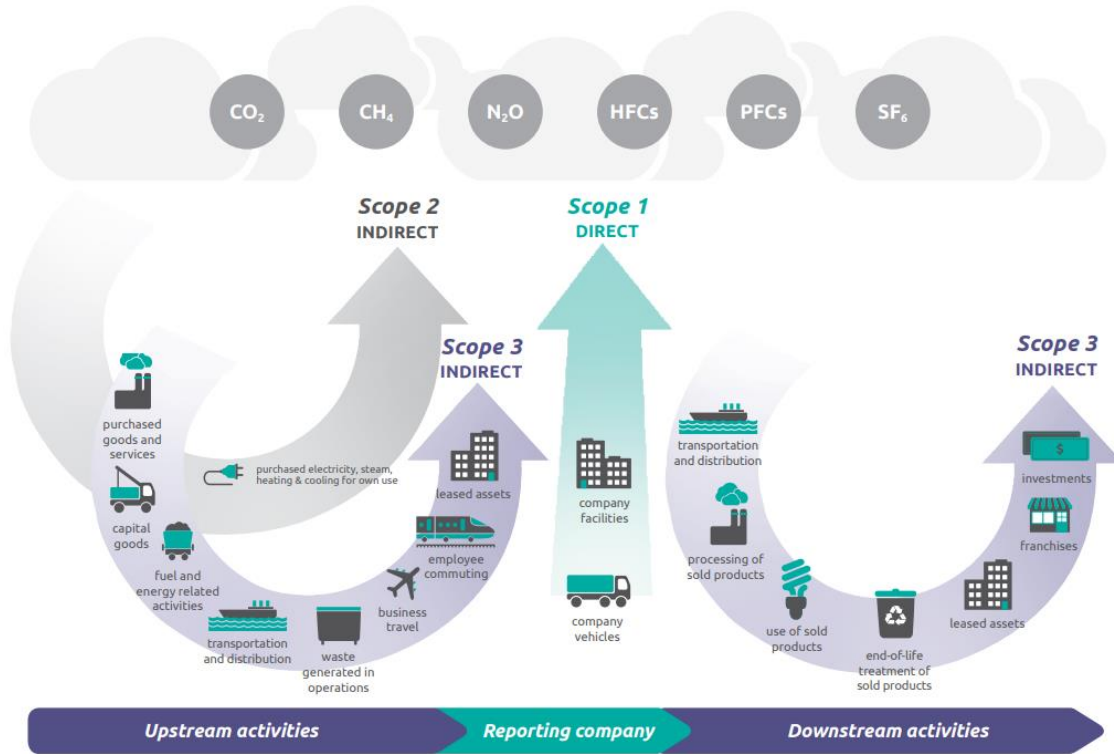 CO₂
CH₄
N₂O
HFCs
PFCs
SF₆
Scope 2
INDIRECT
Scope 1
DIRECT
Scope 3
INDIRECT
Scope 3
INDIRECT
purchased
goods and
services
capital
goods
fuel and
energy related
activities
transportation
and distribution
waste
generated in
operations
business
travel
employee
commuting
leased assets
purchased electricity, steam,
heating & cooling for own use
company
facilities
company
vehicles
transportation
and distribution
processing of
sold products
use of sold
products
end-of-life
treatment of
sold products
leased assets
franchises
investments
$
Upstream activities
Reporting company
Downstream activities